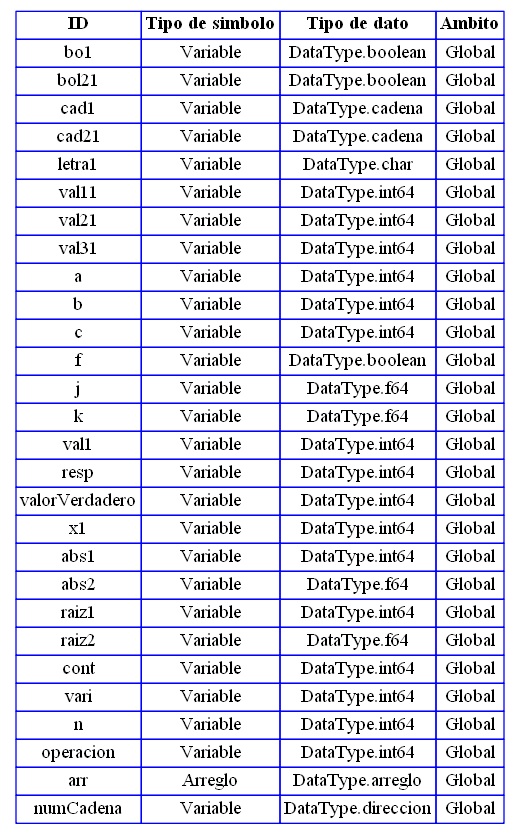 ID Tipo de simbolo Tipo de dato Ambito
bo1 Variable DataType.boolean Global
bol21 Variable DataType.boolean Global
cad1 Variable DataType.cadena Global
cad21 Variable DataType.cadena Global
letra1 Variable DataType.char Global
val11 Variable DataType.int64 Global
val21 Variable DataType.int64 Global
val31 Variable DataType.int64 Global
a Variable DataType.int64 Global
b Variable DataType.int64 Global
c Variable DataType.int64 Global
f Variable DataType.boolean Global
j Variable DataType.f64 Global
k Variable DataType.f64 Global
val1 Variable DataType.int64 Global
resp Variable DataType.int64 Global
valorVerdadero Variable DataType.int64 Global
x1 Variable DataType.int64 Global
abs1 Variable DataType.int64 Global
abs2 Variable DataType.f64 Global
raiz1 Variable DataType.int64 Global
raiz2 Variable DataType.f64 Global
cont Variable DataType.int64 Global
vari Variable DataType.int64 Global
n Variable DataType.int64 Global
operacion Variable DataType.int64 Global
arr Arreglo DataType.arreglo Global
numCadena Variable DataType.direccion Global